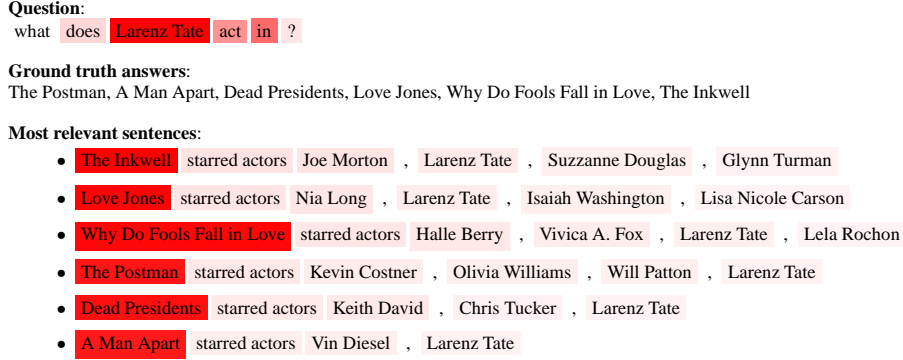 Question:
what does Larenz Tate act in ?
Ground truth answers:
The Postman, A Man Apart, Dead Presidents, Love Jones, Why Do Fools Fall in Love, The Inkwell
Most relevant sentences:
• The Inkwell starred actors Joe Morton , Larenz Tate , Suzzanne Douglas , Glynn Turman
• Love Jones starred actors Nia Long , Larenz Tate , Isaiah Washington , Lisa Nicole Carson
• Why Do Fools Fall in Love starred actors Halle Berry , Vivica A. Fox , Larenz Tate , Lela Rochon
• The Postman starred actors Kevin Costner , Olivia Williams , Will Patton , Larenz Tate
• Dead Presidents starred actors Keith David , Chris Tucker , Larenz Tate
• A Man Apart starred actors Vin Diesel , Larenz Tate